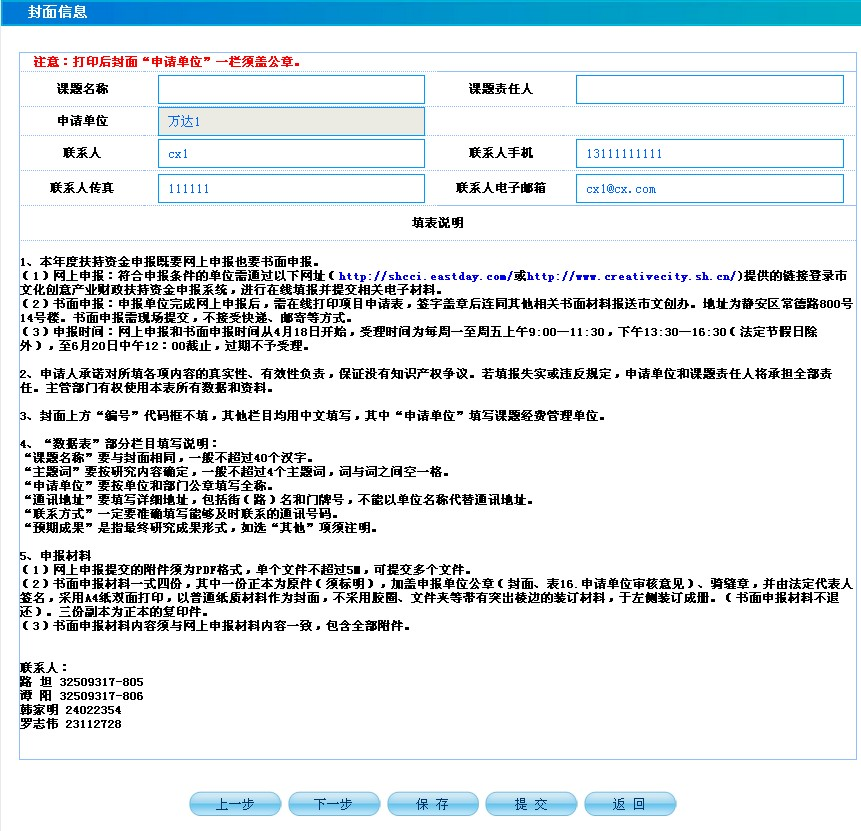 封面信息
注意：打印后封面“申请单位”一栏须盖公章。
课题名称 课题责任人
申请单位 万达1
联系人 cx1 联系人手机 13111111111
联系人传真 111111 联系人电子邮箱 cx1@cx.com
填表说明
1、本年度扶持资金申报既要网上申报也要书面申报。
（1）网上申报：符合申报条件的单位需通过以下网址（http://shcci.eastday.com/或http://www.creativecity.sh.cn/)提供的链接登录市
文化创意产业财政扶持资金申报系统，进行在线填报并提交相关电子材料。
（2）书面申报：申报单位完成网上申报后，需在线打印项目申请表，签字盖章后连同其他相关书面材料报送市文创办。地址为静安区常德路800号
14号楼。书面申报需现场提交，不接受快递、邮寄等方式。
（3）申报时间：网上申报和书面申报时间从4月18日开始，受理时间为每周一至周五上午9:00—11:30，下午13:30—16:30（法定节假日除
外），至6月20日中午12：00截止，过期不予受理。
2、申请人承诺对所填各项内容的真实性、有效性负责，保证没有知识产权争议。若填报失实或违反规定，申请单位和课题责任人将承担全部责
任。主管部门有权使用本表所有数据和资料。
3、封面上方“编号”代码框不填，其他栏目均用中文填写，其中“申请单位”填写课题经费管理单位。
4、“数据表”部分栏目填写说明：
“课题名称”要与封面相同，一般不超过40个汉字。
“主题词”要按研究内容确定，一般不超过4个主题词，词与词之间空一格。
“申请单位”要按单位和部门公章填写全称。
“通讯地址”要填写详细地址，包括街（路）名和门牌号，不能以单位名称代替通讯地址。
“联系方式”一定要准确填写能够及时联系的通讯号码。
“预期成果”是指最终研究成果形式，如选“其他”项须注明。
5、申报材料
（1）网上申报提交的附件须为PDF格式，单个文件不超过5M，可提交多个文件。
（2）书面申报材料一式四份，其中一份正本为原件（须标明），加盖申报单位公章（封面、表16.申请单位审核意见）、骑缝章，并由法定代表人
签名，采用A4纸双面打印，以普通纸质材料作为封面，不采用胶圈、文件夹等带有突出棱边的装订材料，于左侧装订成册。（书面申报材料不退
还）。三份副本为正本的复印件。
（3）书面申报材料内容须与网上申报材料内容一致，包含全部附件。
联系人：
路 坦 32509317-805
谭 阳 32509317-806
韩家明 24022354
罗志伟 23112728
上一步 下一步 保 存 提 交 返 回